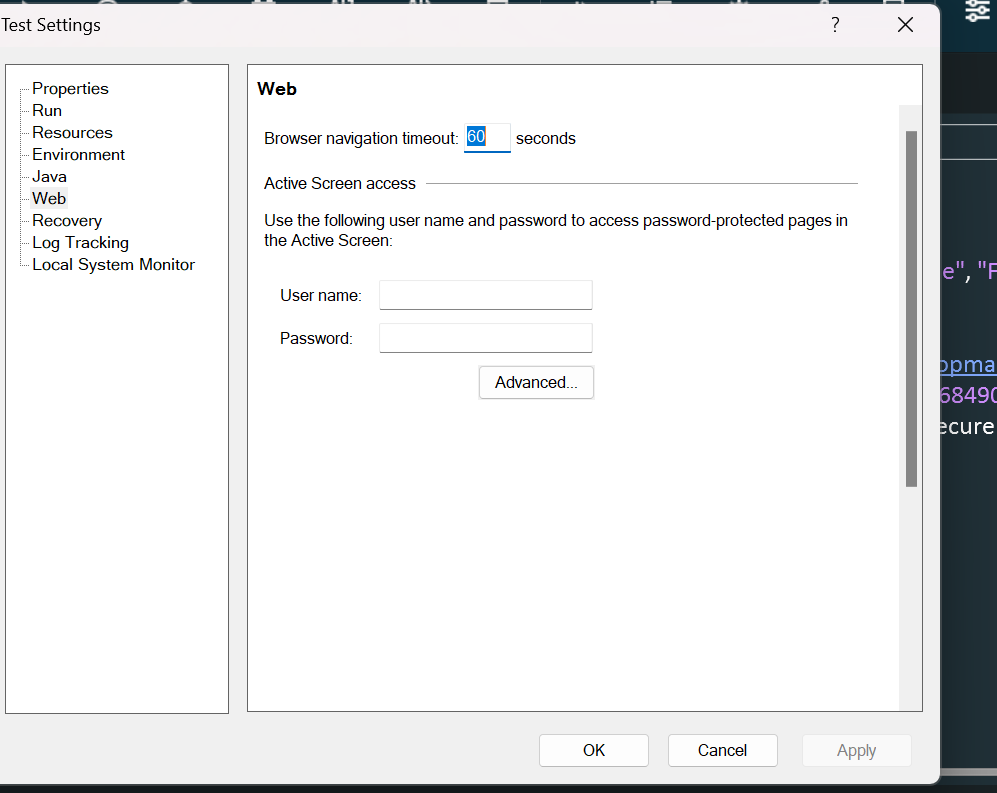 Test Settings
?
Properties
Run
Resources
Environment
Java
Web
Recovery
Log Tracking
Local System Monitor
Web
Browser navigation timeout: 60 seconds
Active Screen access
Use the following user name and password to access password-protected pages in
the Active Screen:
User name:
Password:
Advanced...
e", "F
opma
68490
ecure
OK
Cancel
Apply